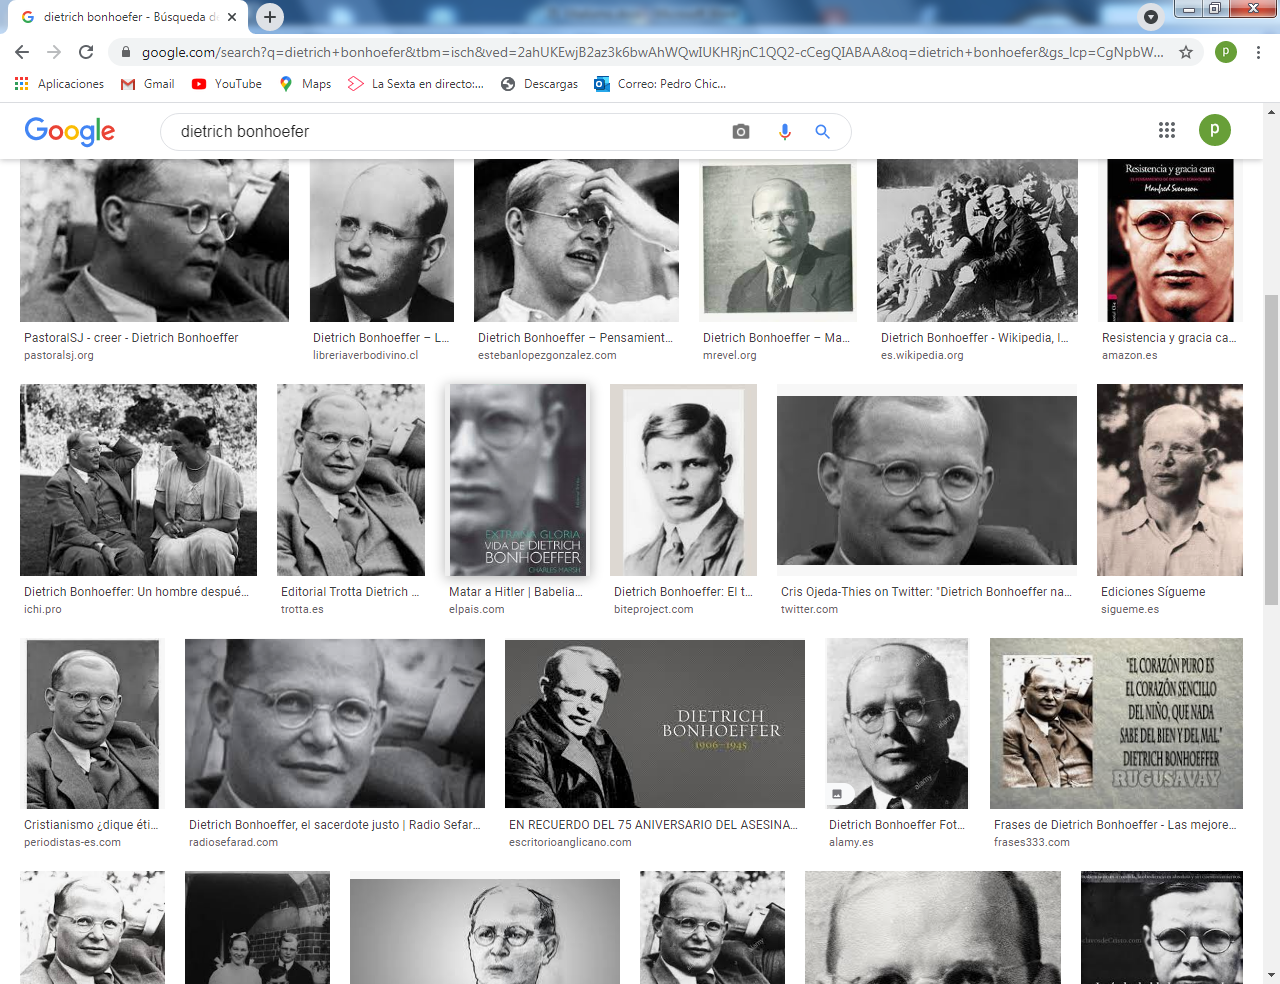 dietrich bonhoefer - Búsqueda de
google.com/search?q=dietrich+bonhoefer&tbm=isch&ved=2ahUKEwjB2az3k6bwAhWQwIUKHRjnC1QQ2-cCegQIABAA&oq=dietrich+bonhoefer&gs_lcp=CgNpbW...
p
Aplicaciones Gmail YouTube Maps La Sexta en directo:... Descargas Correo: Pedro Chic...
Google dietrich bonhoefer p
Resistencia y gracia cara
Manfred Svensson
PastoralSJ - creer - Dietrich Bonhoeffer
pastoralsj.org
Dietrich Bonhoeffer – L...
libreriaverbodivino.cl
Dietrich Bonhoeffer – Pensamient...
estebanlopezgonzalez.com
Dietrich Bonhoeffer – Ma...
mrevel.org
Dietrich Bonhoeffer - Wikipedia, l...
es.wikipedia.org
Resistencia y gracia ca...
amazon.es
EXTRAÑA GLORIA
VIDA DE DIETRICH
BONHOEFFER
CHARLES MARSH
Dietrich Bonhoeffer: Un hombre despué...
ichi.pro
Editorial Trotta Dietrich ...
trotta.es
Matar a Hitler | Babelia...
elpais.com
Dietrich Bonhoeffer: El t...
biteproject.com
Cris Ojeda-Thies on Twitter: "Dietrich Bonhoeffer na...
twitter.com
Ediciones Sígueme
sigueme.es
DIETRICH
BONHOEFFER
1906–1945
alamy
alamy
alamy
"EL CORAZÓN PURO ES
EL CORAZÓN SENCILLO
DEL NIÑO, QUE NADA
SABE DEL BIEN Y DEL MAL."
DIETRICH BONHOEFFER
RUGUSAVAY
Cristianismo ¿dique éti...
periodistas-es.com
Dietrich Bonhoeffer, el sacerdote justo | Radio Sefar...
radiosefarad.com
EN RECUERDO DEL 75 ANIVERSARIO DEL ASESINA...
escritorioanglicano.com
Dietrich Bonhoeffer Fot...
alamy.es
Frases de Dietrich Bonhoeffer - Las mejore...
frases333.com
alamy